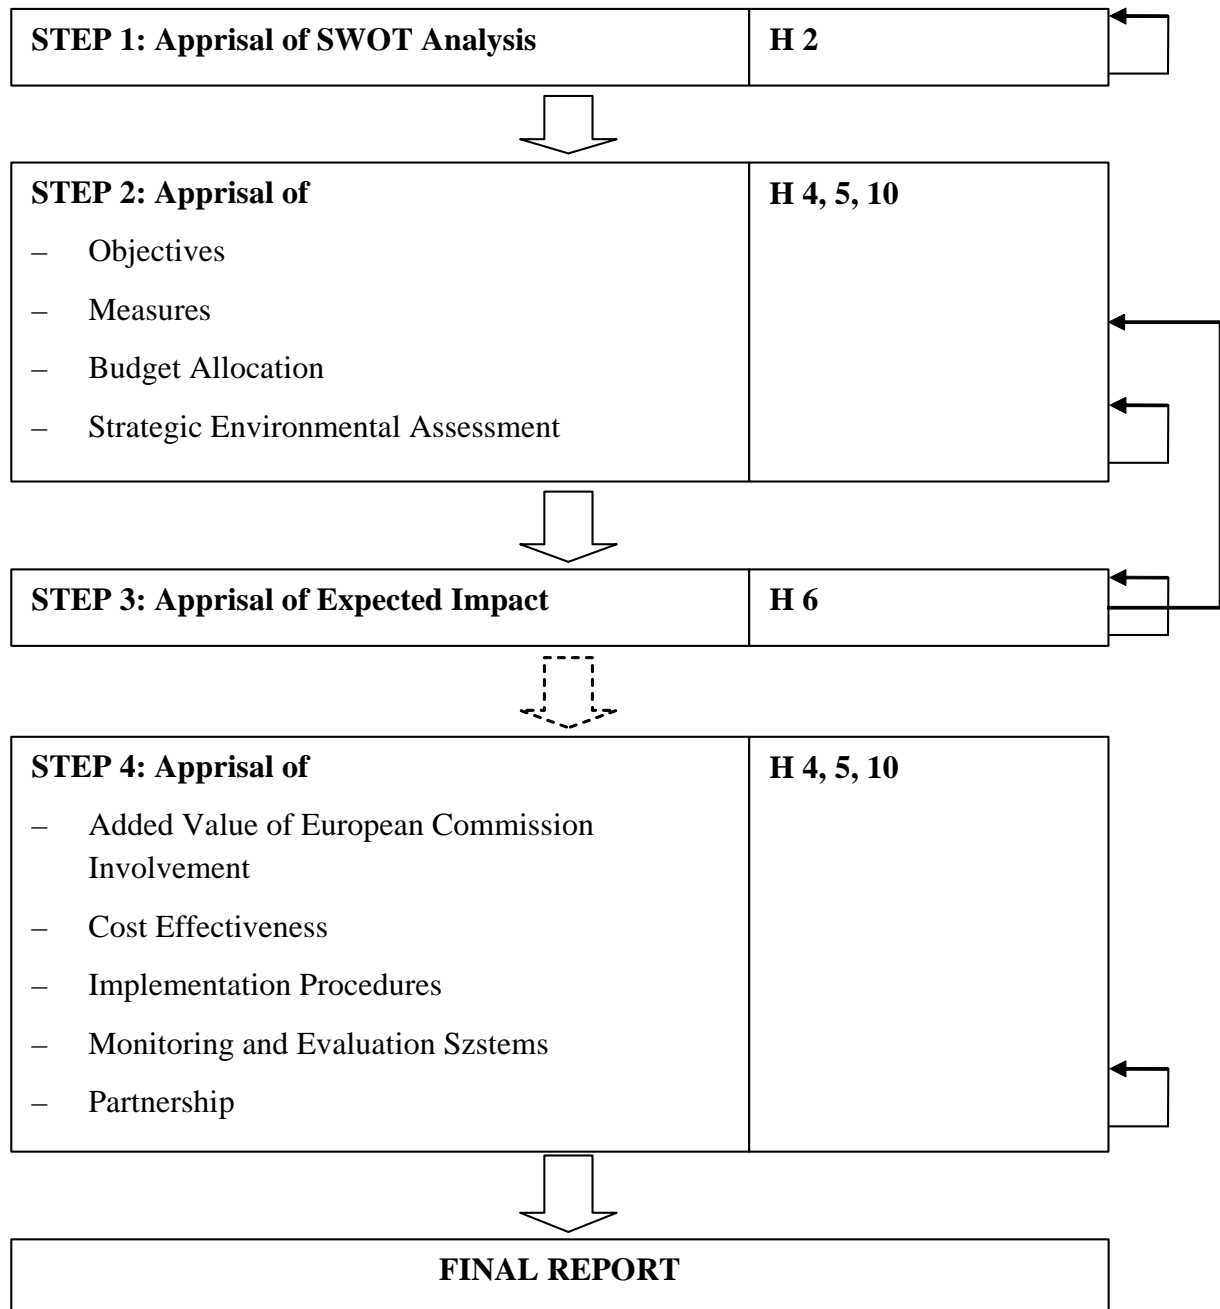 STEP 1: Apprisal of SWOT Analysis
H 2
STEP 2: Apprisal of
H 4, 5, 10
– Objectives
– Measures
– Budget Allocation
– Strategic Environmental Assessment
STEP 3: Apprisal of Expected Impact
H 6
STEP 4: Apprisal of
H 4, 5, 10
– Added Value of European Commission
Involvement
– Cost Effectiveness
– Implementation Procedures
– Monitoring and Evaluation Szstems
– Partnership
FINAL REPORT